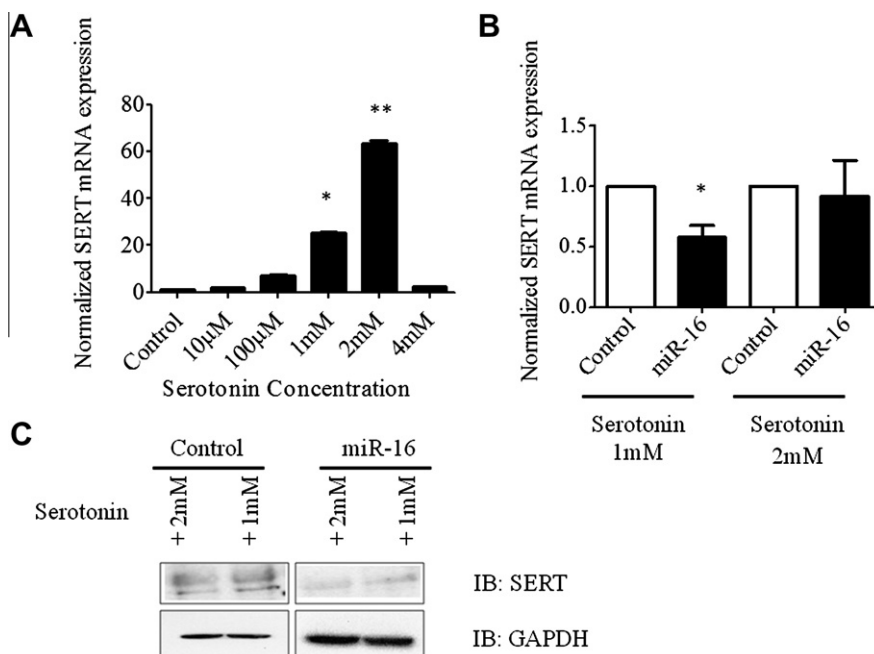 A
Normalized SERT mRNA expression
80
60
40
20
0
*
**
Control
10μM
100μM
1mM
2mM
4mM
Serotonin Concentration
B
Normalized SERT mRNA expression
1.5
1.0
0.5
0.0
*
Control
miR-16
Control
miR-16
Serotonin
1mM
Serotonin
2mM
C
Control
miR-16
Serotonin
+ 2mM
+ 1mM
+ 2mM
+ 1mM
IB: SERT
IB: GAPDH